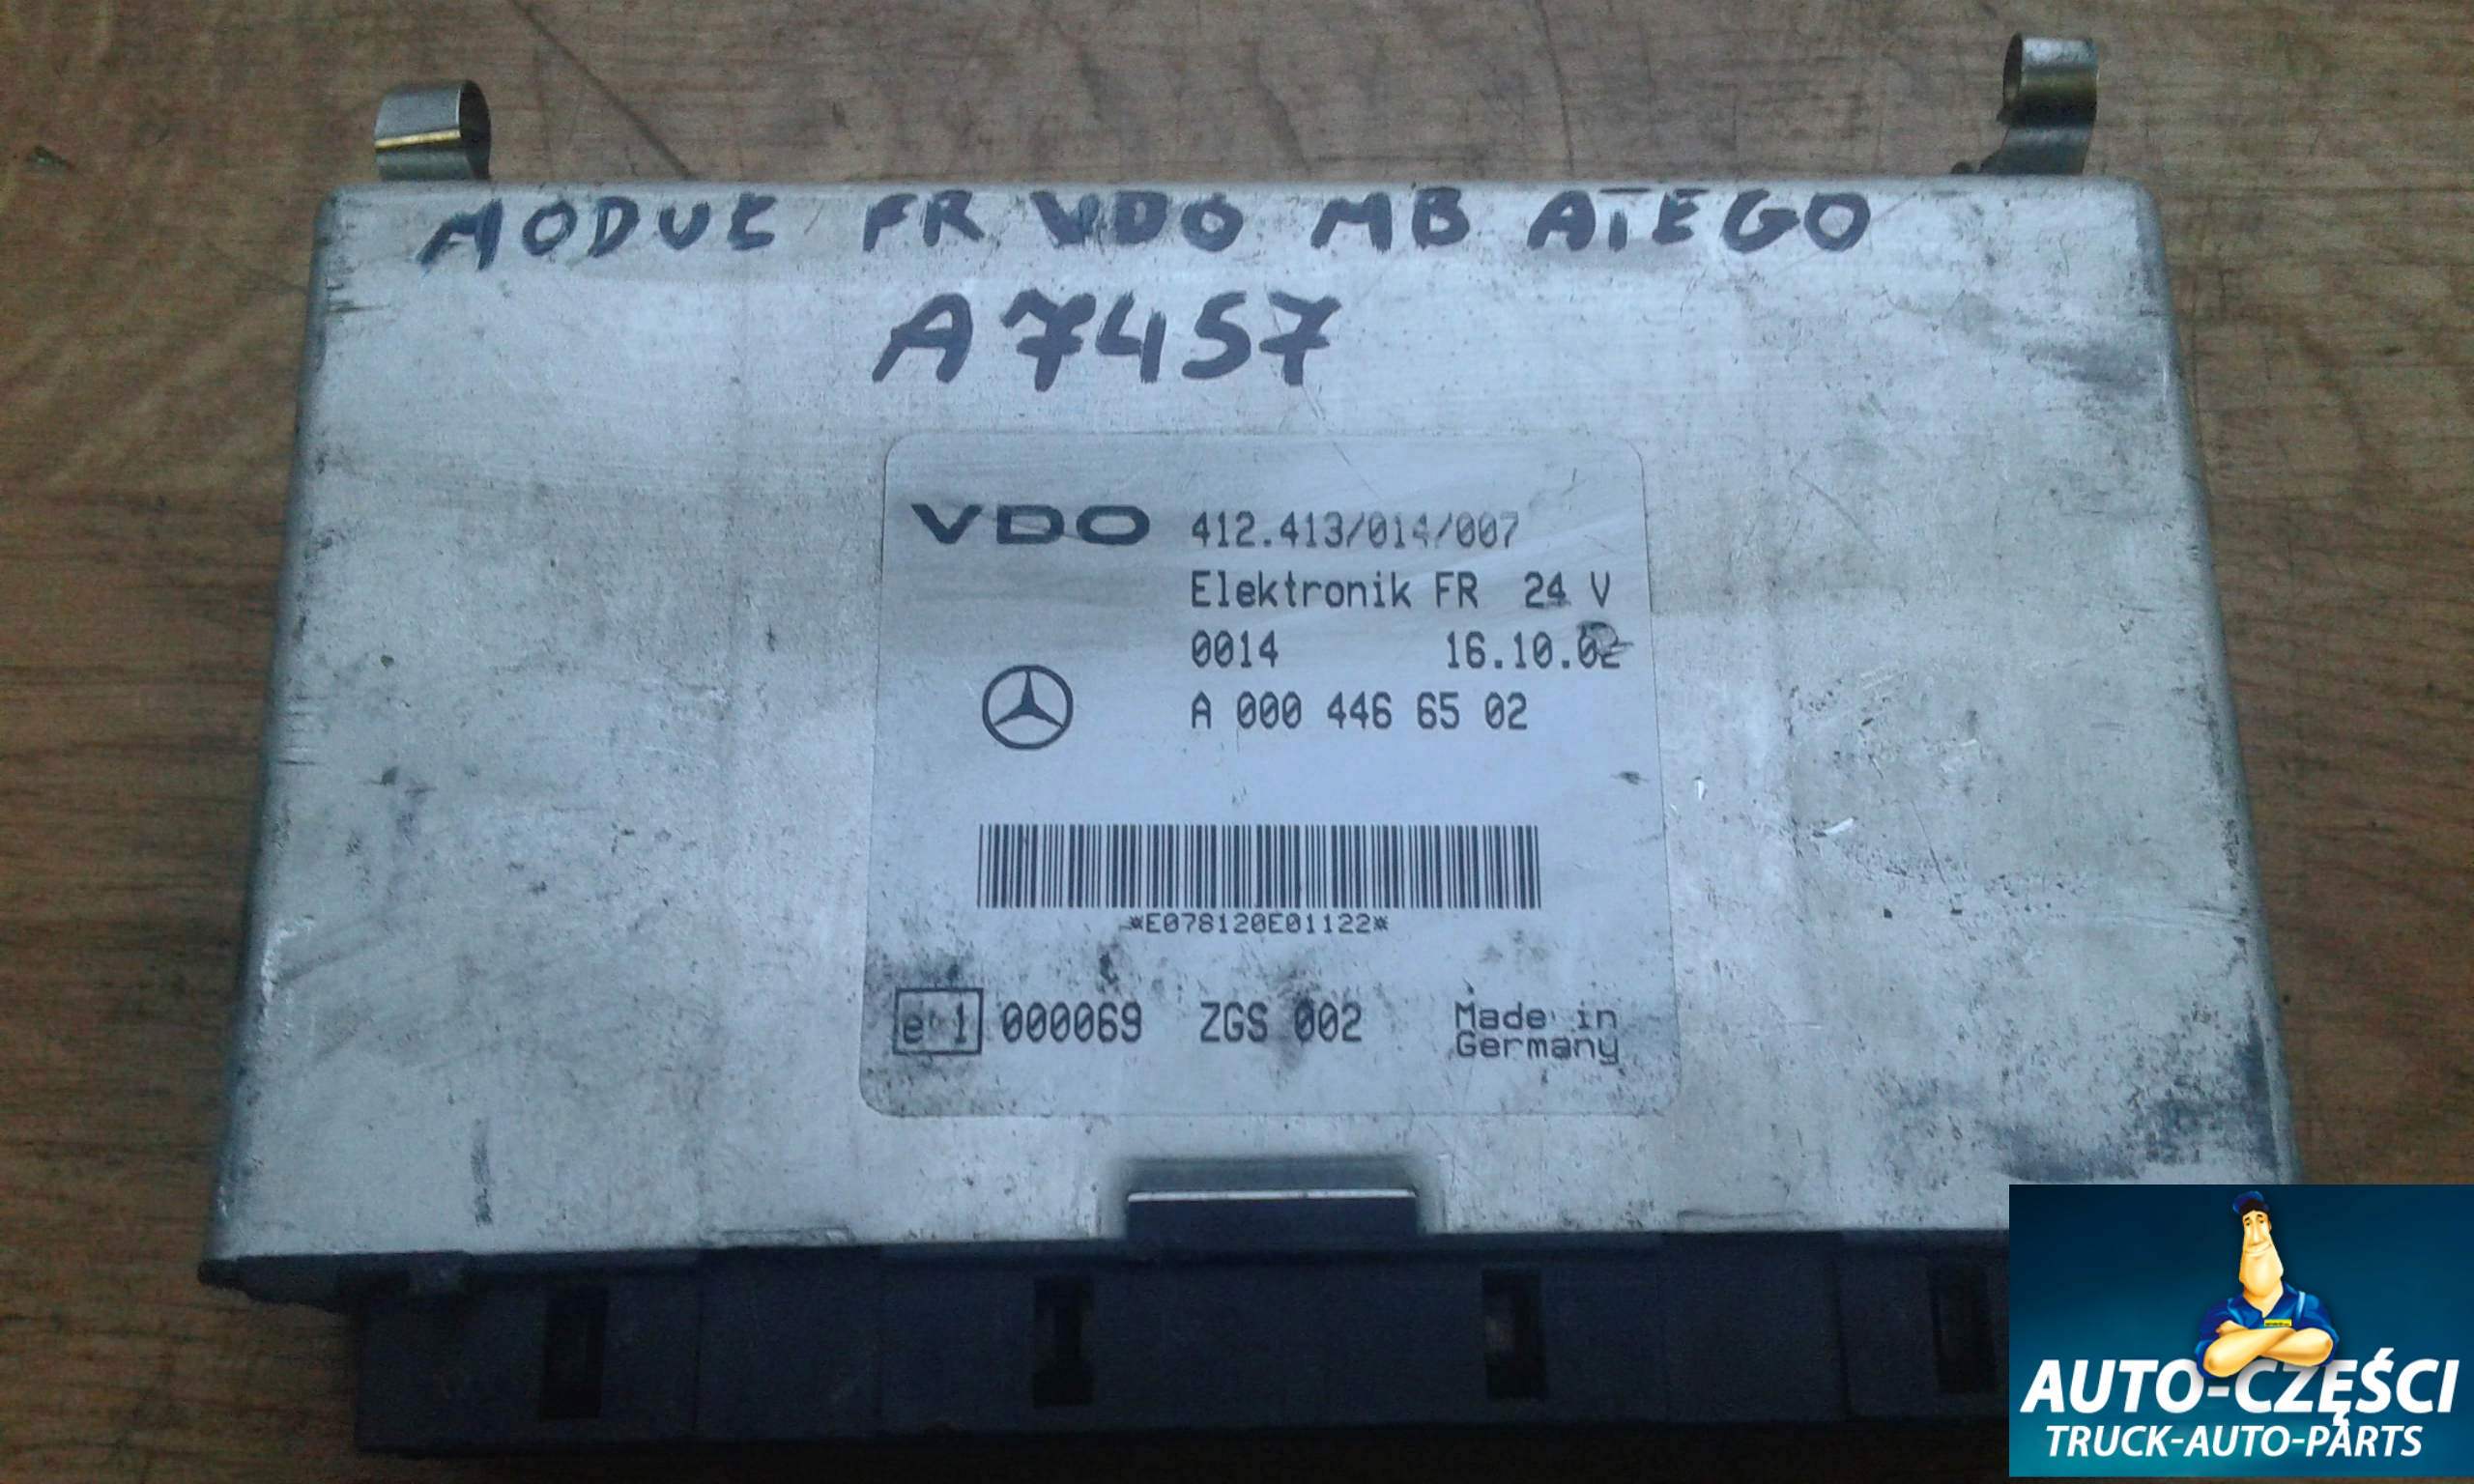 MODUŁ FR VDO MB ATEGO
A7457
VDO 412.413/014/007
Elektronik FR 24 V
0014 16.10.02
A 000 446 65 02
*E078120E01122*
e 1 000069 ZGS 002 Made in
Germany
AUTO-CZĘŚCI
TRUCK-AUTO-PARTS